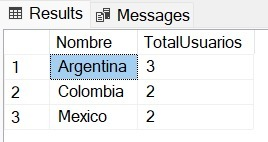 Results Messages
Nombre TotalUsuarios
1 Argentina 3
2 Colombia 2
3 Mexico 2